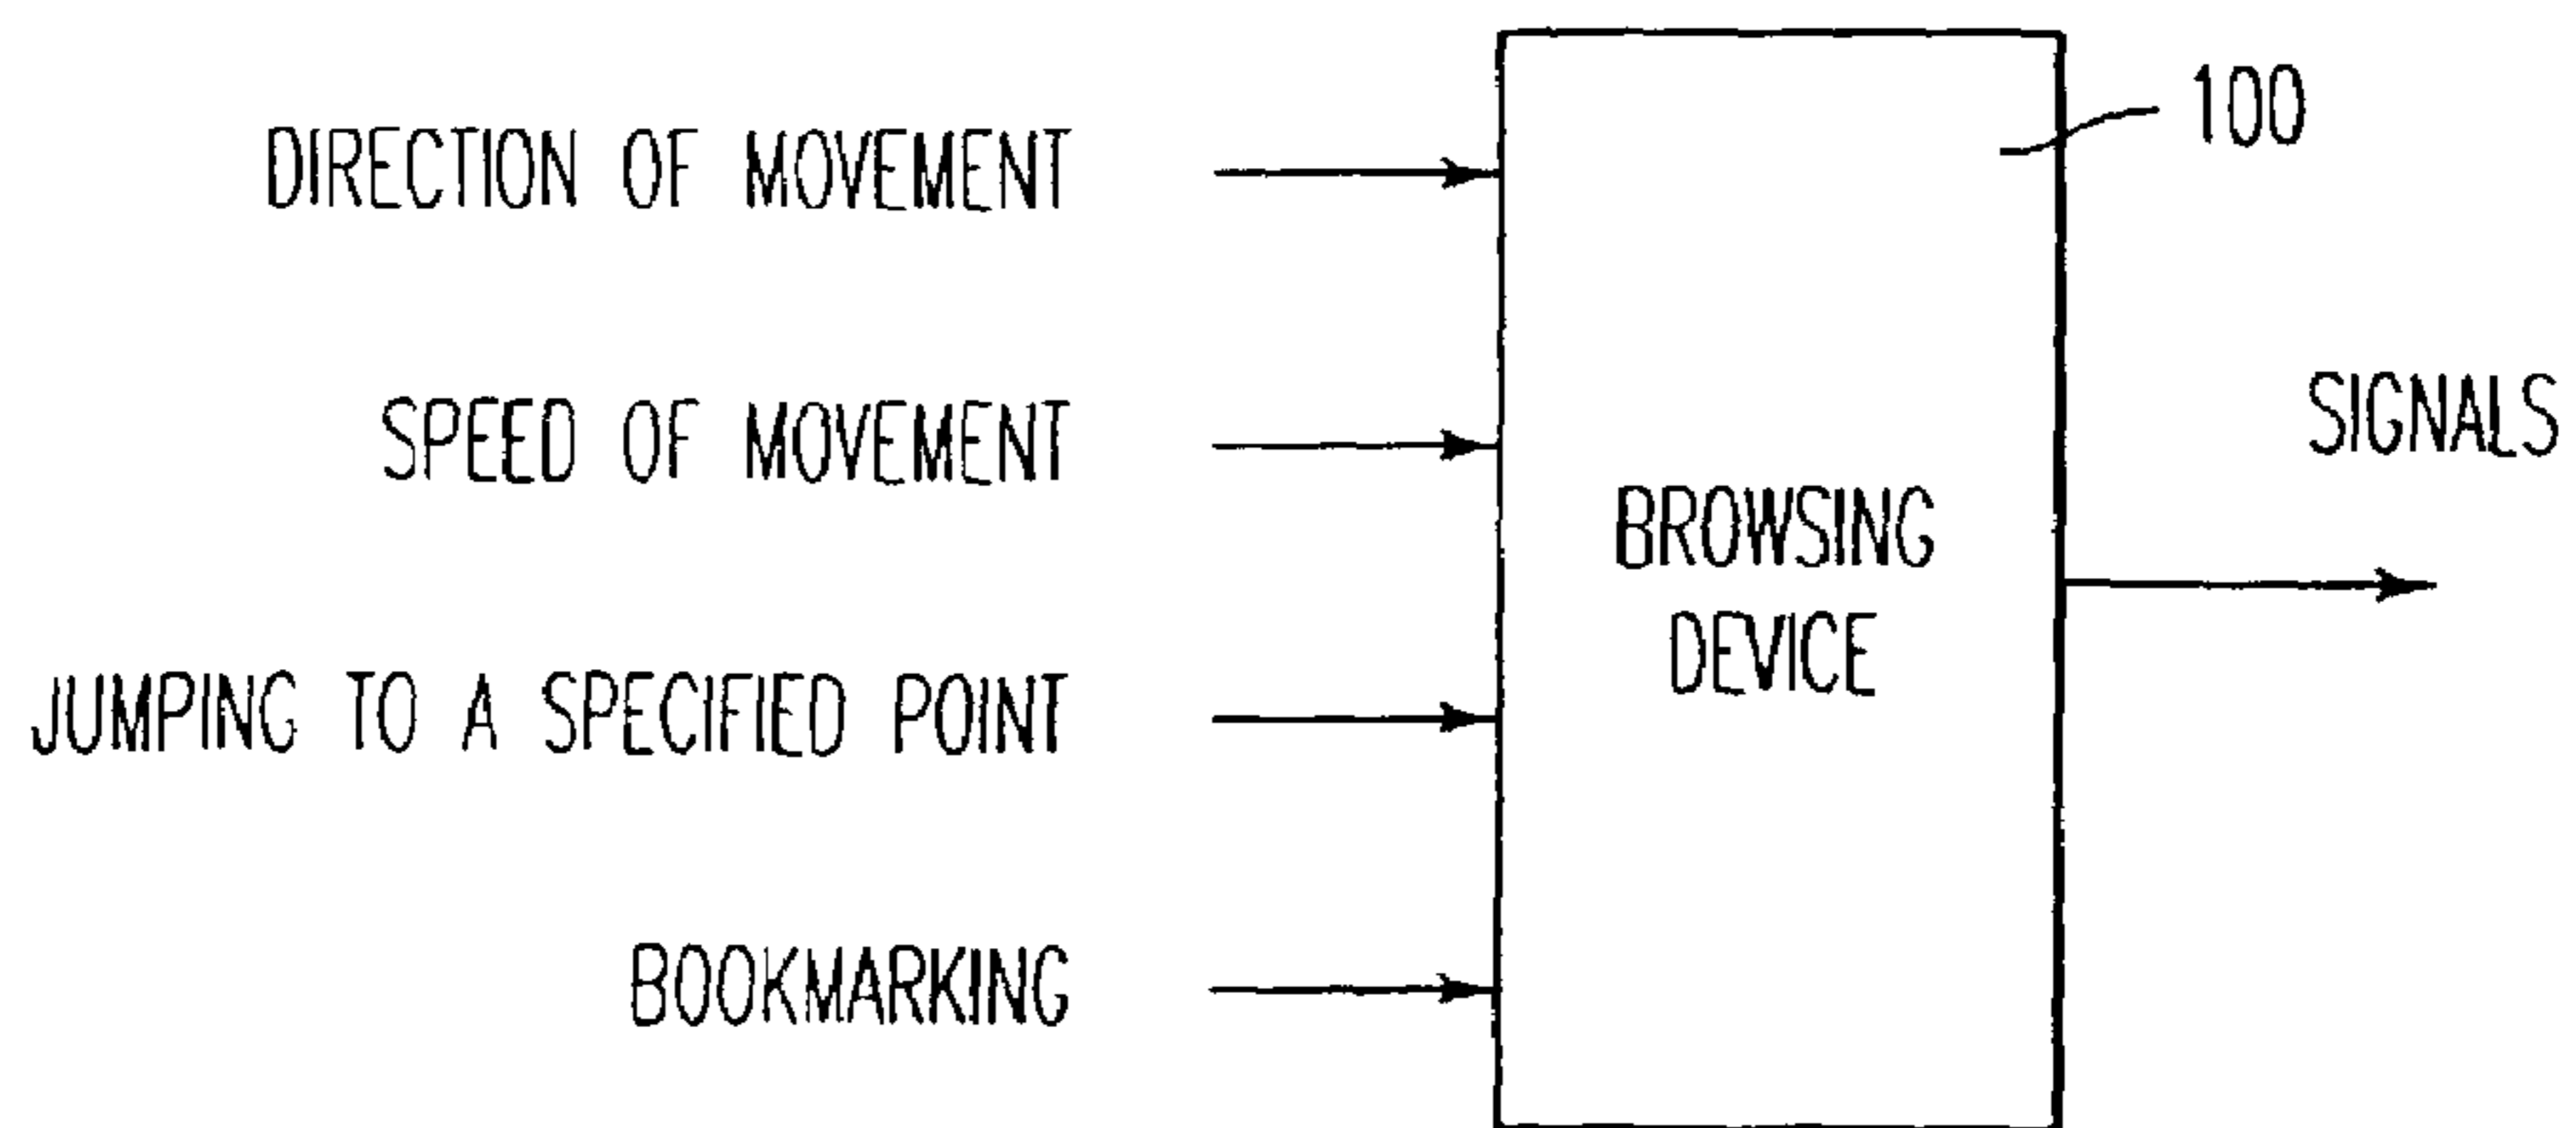 DIRECTION OF MOVEMENT
100
SPEED OF MOVEMENT
SIGNALS
BROWSING
DEVICE
JUMPING TO A SPECIFIED POINT
BOOKMARKING